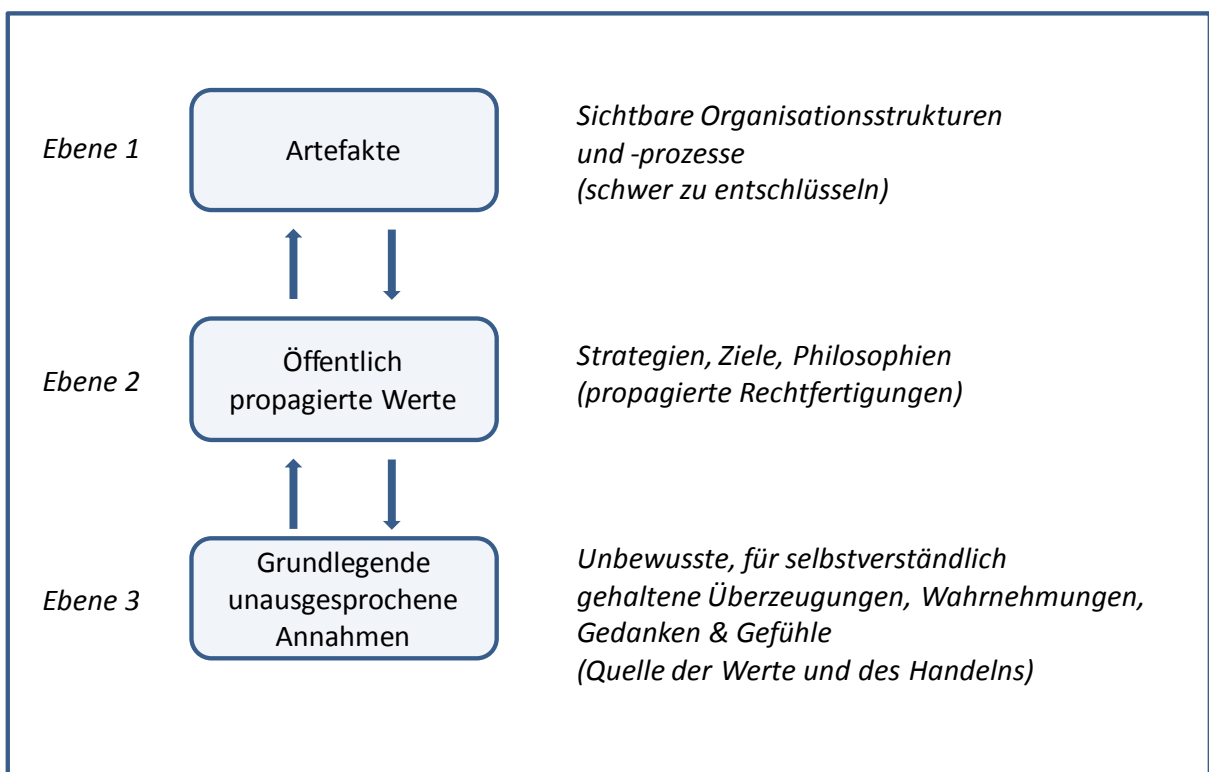 Ebene 1
Artefakte
Sichtbare Organisationsstrukturen
und -prozesse
(schwer zu entschlüsseln)
Ebene 2
Öffentlich
propagierte Werte
Strategien, Ziele, Philosophien
(propagierte Rechtfertigungen)
Ebene 3
Grundlegende
unausgesprochene
Annahmen
Unbewusste, für selbstverständlich
gehaltene Überzeugungen, Wahrnehmungen,
Gedanken & Gefühle
(Quelle der Werte und des Handelns)